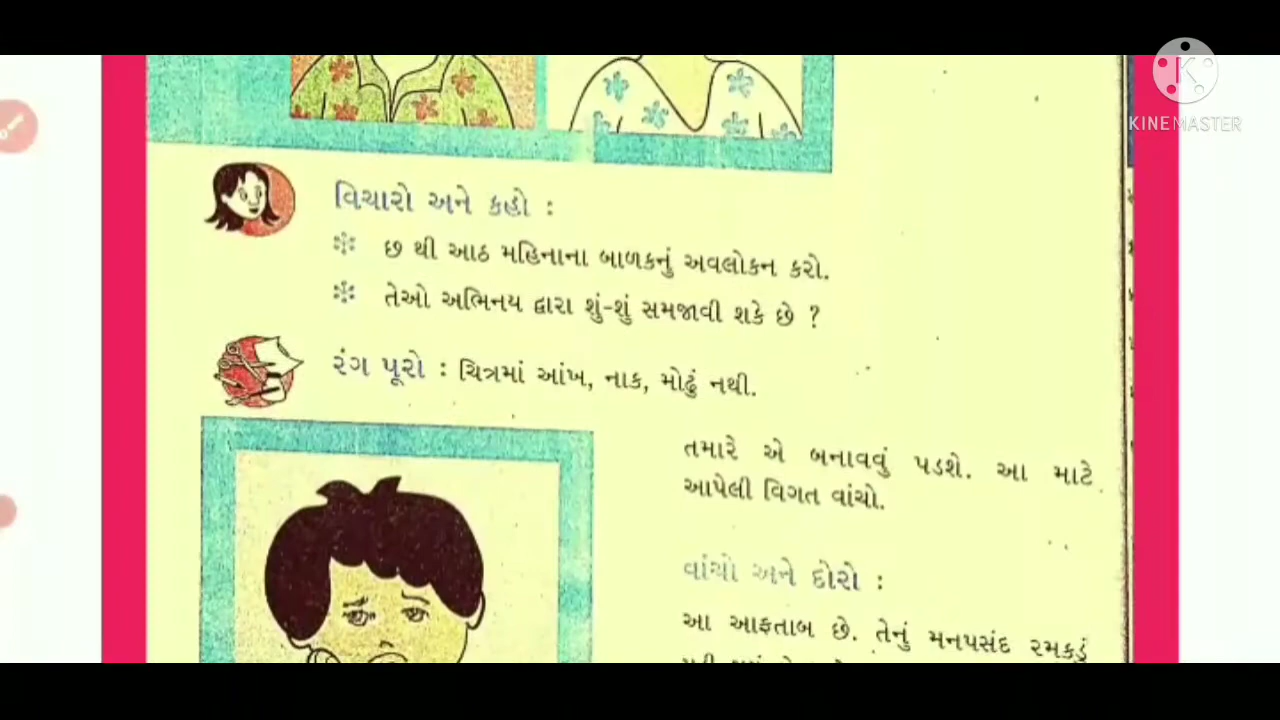 KINEMASTER
વિચારો અને કહો :
છ થી આઠ મહિનાના બાળકનું અવલોકન કરો.
તેઓ અભિનય દ્વારા શું-શું સમજાવી શકે છે ?
રંગ પૂરો : ચિત્રમાં આંખ, નાક, મોઢું નથી.
તમારે એ બનાવવું પડશે. આ માટે
આપેલી વિગત વાંચો.
વાંચો અને દોરો :
આ આફતાબ છે. તેનું મનપસંદ રમકડું